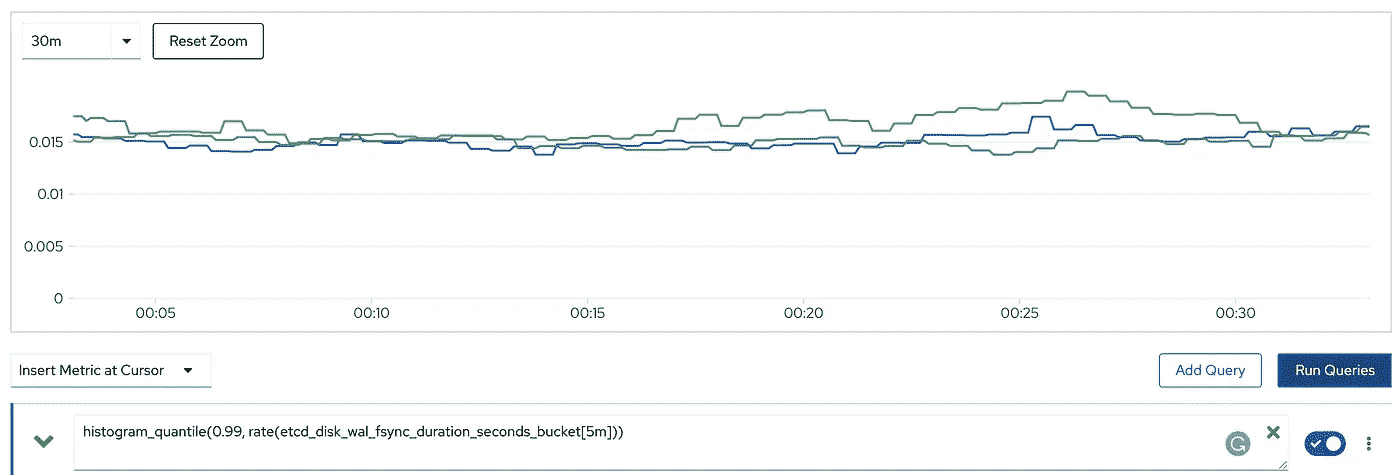 30m
Reset Zoom
0.015
0.01
0.005
0
00:05 00:10 00:15 00:20 00:25 00:30
Insert Metric at Cursor
Add Query
Run Queries
histogram_quantile(0.99, rate(etcd_disk_wal_fsync_duration_seconds_bucket[5m]))